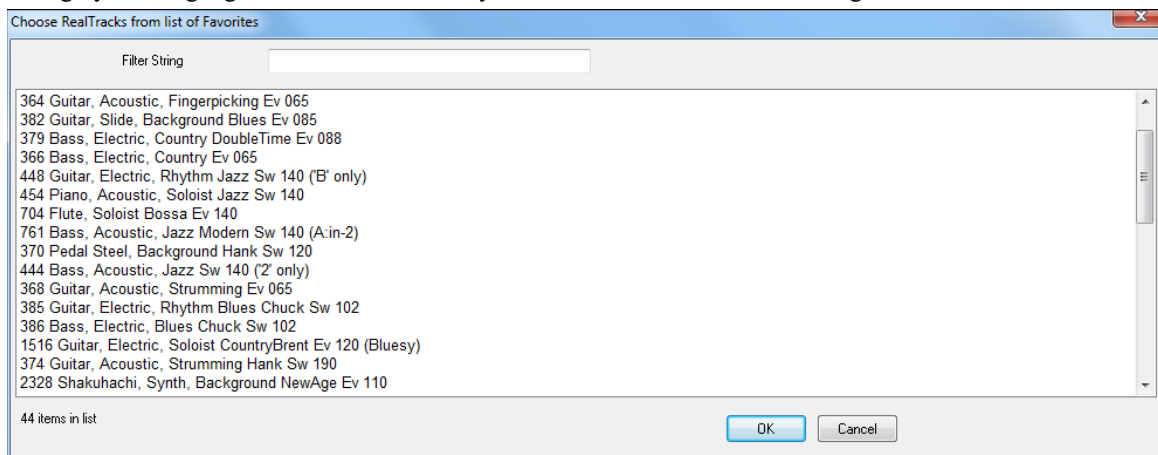 Choose RealTracks from list of Favorites
Filter String
364 Guitar, Acoustic, Fingerpicking Ev 065
382 Guitar, Slide, Background Blues Ev 085
379 Bass, Electric, Country DoubleTime Ev 088
366 Bass, Electric, Country Ev 065
448 Guitar, Electric, Rhythm Jazz Sw 140 ('B' only)
454 Piano, Acoustic, Soloist Jazz Sw 140
704 Flute, Soloist Bossa Ev 140
761 Bass, Acoustic, Jazz Modern Sw 140 (A:in-2)
370 Pedal Steel, Background Hank Sw 120
444 Bass, Acoustic, Jazz Sw 140 ('2' only)
368 Guitar, Acoustic, Strumming Ev 065
385 Guitar, Electric, Rhythm Blues Chuck Sw 102
386 Bass, Electric, Blues Chuck Sw 102
1516 Guitar, Electric, Soloist CountryBrent Ev 120 (Bluesy)
374 Guitar, Acoustic, Strumming Hank Sw 190
2328 Shakuhachi, Synth, Background NewAge Ev 110
44 items in list
OK Cancel